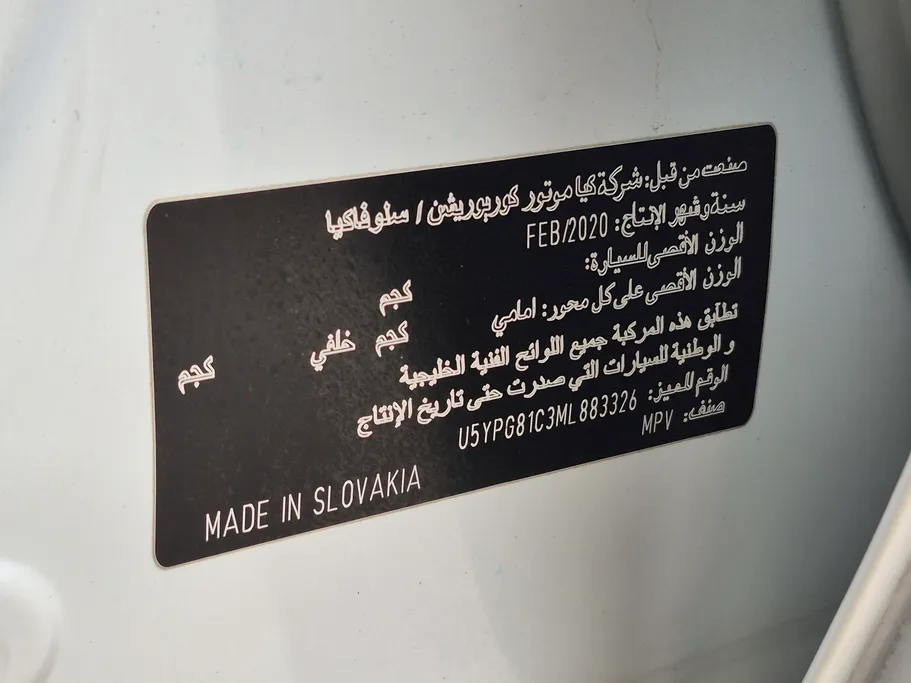 صنعت من قبل: شركة كيا موتور كوربوريشن / سلوفاكيا
سنة وشهر الإنتاج: FEB/2020
الوزن الأقصى للسيارة: كجم
الوزن الأقصى على كل محور: امامي كجم خلفي كجم
تطابق هذه المركبة جميع اللوائح الفنية الخليجية
و الوطنية للسيارات التي صدرت حتى تاريخ الإنتاج
الرقم المميز: U5YPG81C3ML883326
صنف: MPV
MADE IN SLOVAKIA